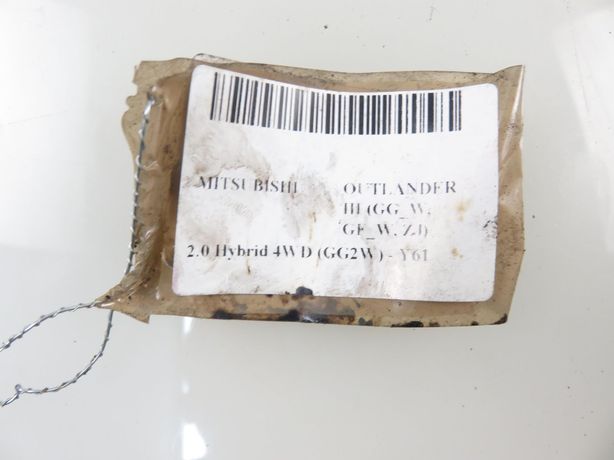 MITSUBISHI OUTLANDER
III (GG_W,
GF_W, ZJ)
2.0 Hybrid 4WD (GG2W) - Y61